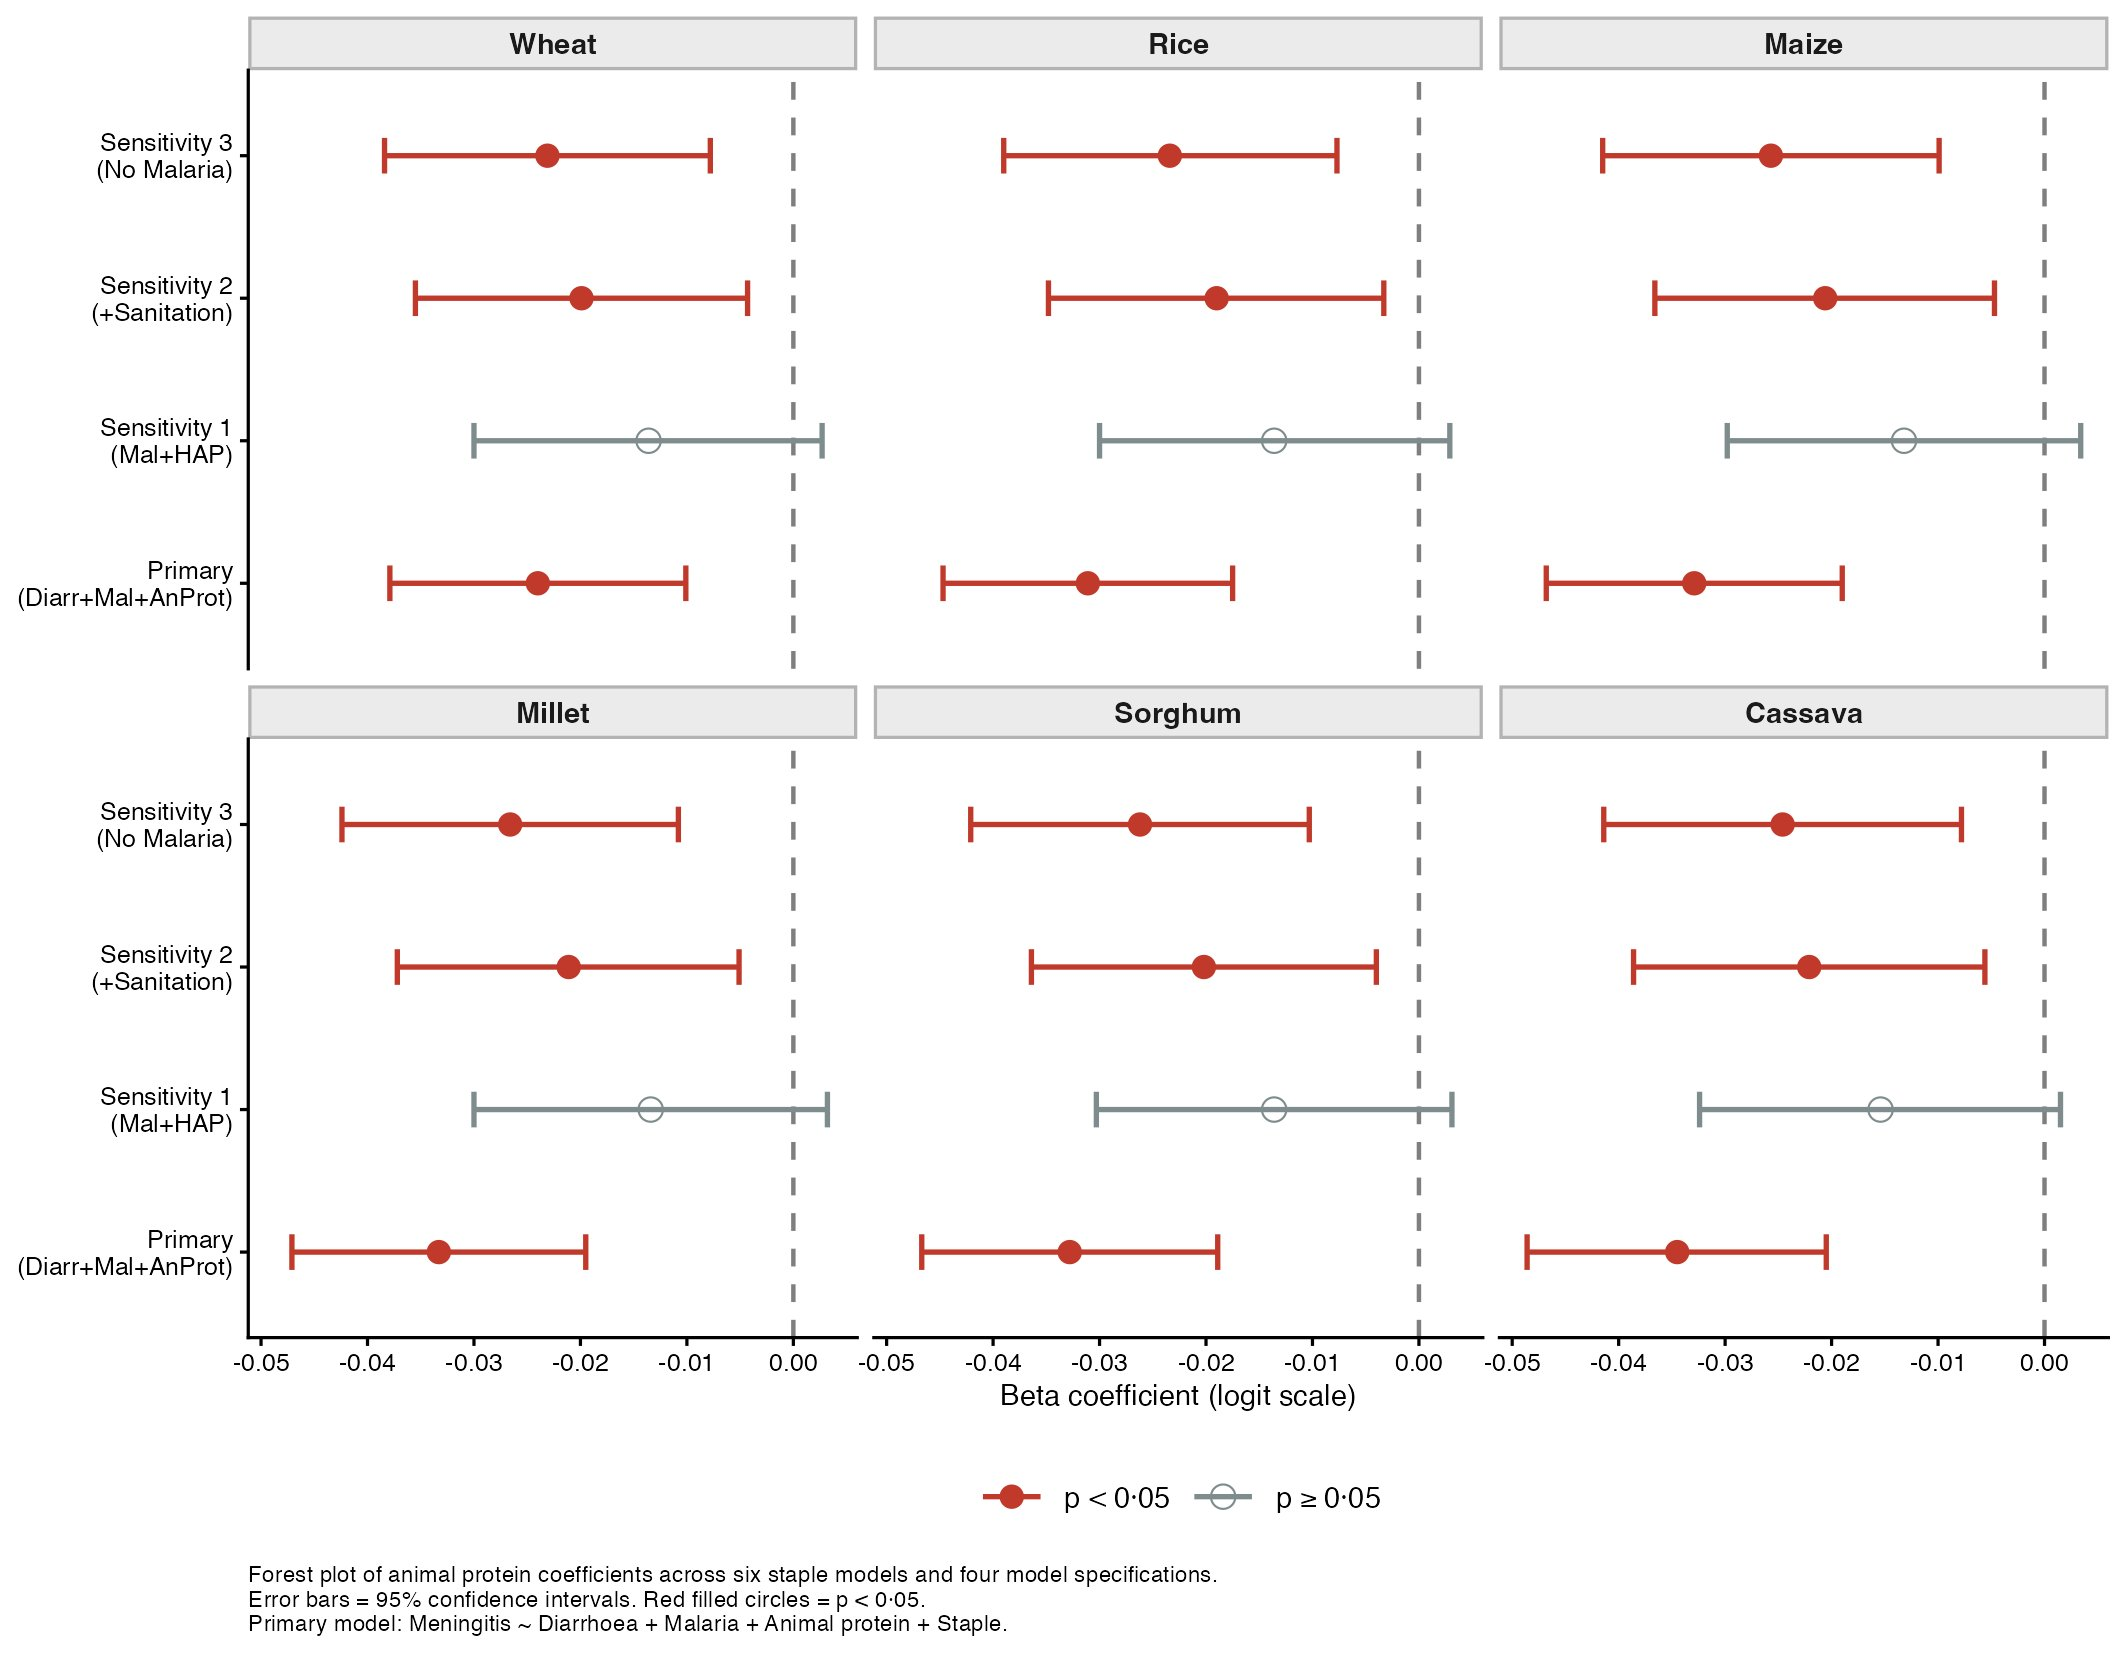 Wheat
Rice
Maize
Sensitivity 3
(No Malaria)
Sensitivity 2
(+Sanitation)
Sensitivity 1
(Mal+HAP)
Primary
(Diarr+Mal+AnProt)
Millet
Sorghum
Cassava
Sensitivity 3
(No Malaria)
Sensitivity 2
(+Sanitation)
Sensitivity 1
(Mal+HAP)
Primary
(Diarr+Mal+AnProt)
-0.05 -0.04 -0.03 -0.02 -0.01 0.00
-0.05 -0.04 -0.03 -0.02 -0.01 0.00
-0.05 -0.04 -0.03 -0.02 -0.01 0.00
Beta coefficient (logit scale)
p < 0·05
p ≥ 0·05
Forest plot of animal protein coefficients across six staple models and four model specifications.
Error bars = 95% confidence intervals. Red filled circles = p < 0·05.
Primary model: Meningitis ~ Diarrhoea + Malaria + Animal protein + Staple.